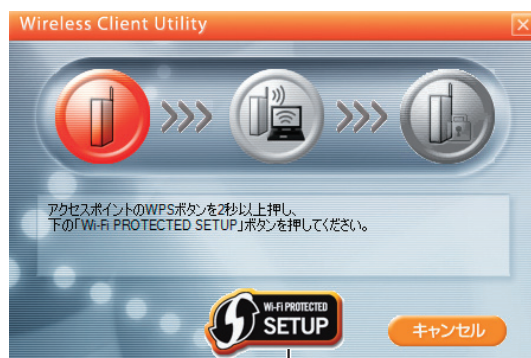 Wireless Client Utility
アクセスポイントのWPSボタンを2秒以上押し、
下の「Wi-Fi PROTECTED SETUP」ボタンを押してください。
Wi-Fi PROTECTED
SETUP
キャンセル